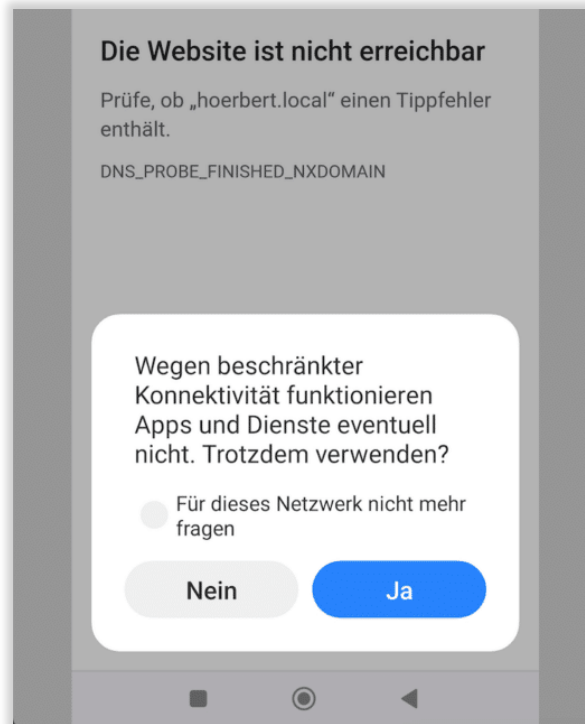 Die Website ist nicht erreichbar
Prüfe, ob „hoerbert.local“ einen Tippfehler
enthält.
DNS_PROBE_FINISHED_NXDOMAIN
Wegen beschränkter
Konnektivität funktionieren
Apps und Dienste eventuell
nicht. Trotzdem verwenden?
Für dieses Netzwerk nicht mehr
fragen
Nein
Ja